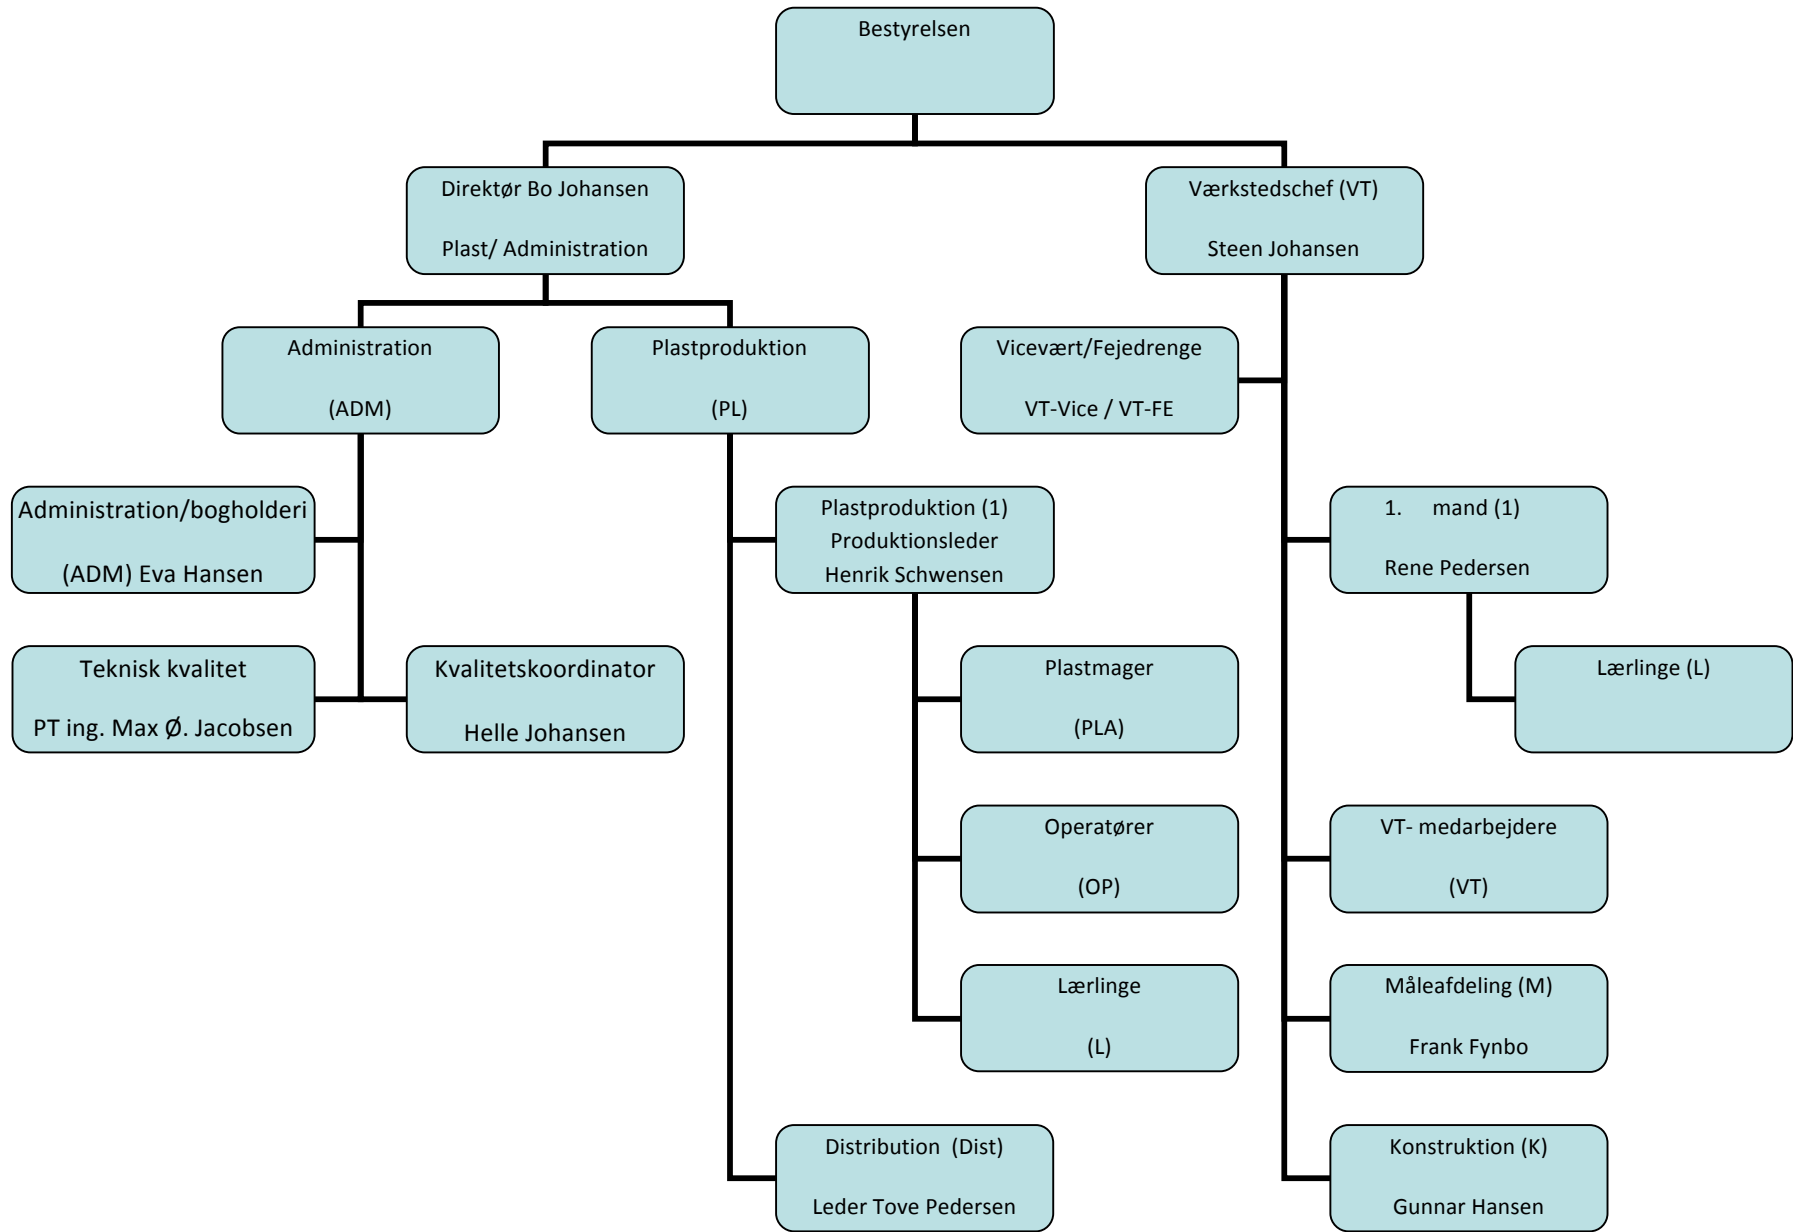 Bestyrelsen
Direktør Bo Johansen
Plast/ Administration
Værkstedschef (VT)
Steen Johansen
Administration
(ADM)
Plastproduktion
(PL)
Vicevært/Fejedrenge
VT-Vice / VT-FE
Administration/bogholderi
(ADM) Eva Hansen
Plastproduktion (1)
Produktionsleder
Henrik Schwensen
1. mand (1)
Rene Pedersen
Teknisk kvalitet
PT ing. Max Ø. Jacobsen
Kvalitetskoordinator
Helle Johansen
Plastmager
(PLA)
Lærlinge (L)
Operatører
(OP)
VT- medarbejdere
(VT)
Lærlinge
(L)
Måleafdeling (M)
Frank Fynbo
Distribution (Dist)
Leder Tove Pedersen
Konstruktion (K)
Gunnar Hansen